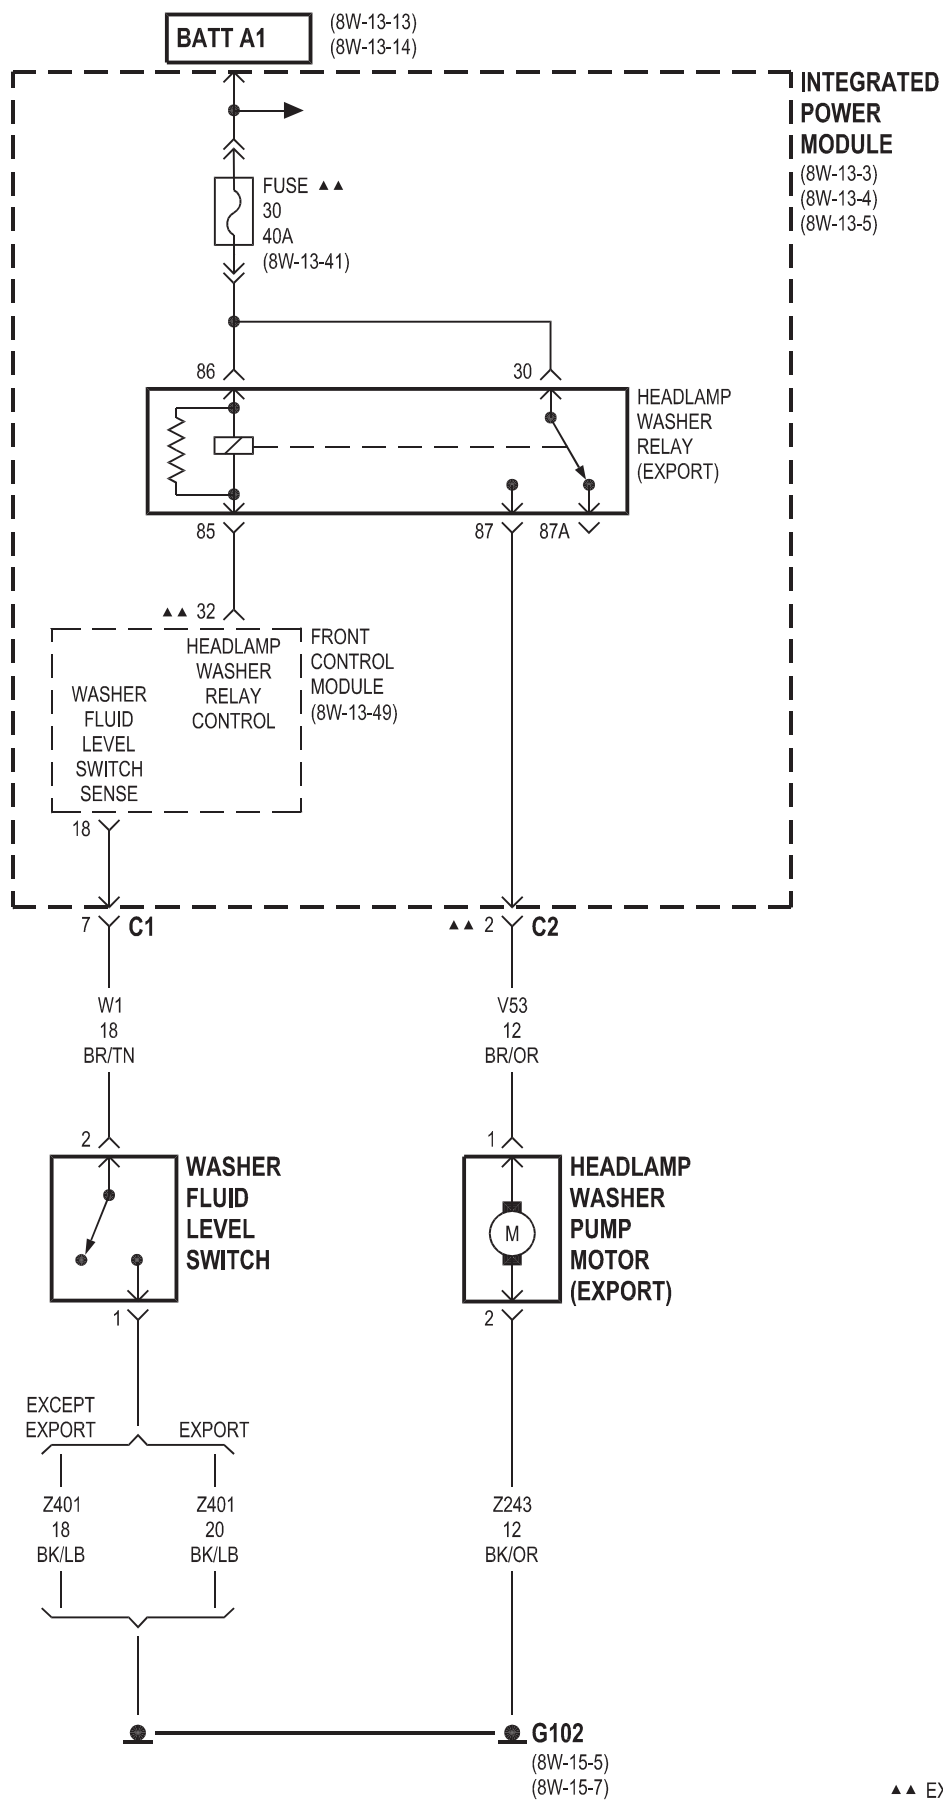 BATT A1
(8W-13-13)
(8W-13-14)
INTEGRATED
POWER
MODULE
(8W-13-3)
(8W-13-4)
(8W-13-5)
FUSE ▲▲
30
40A
(8W-13-41)
86
30
HEADLAMP
WASHER
RELAY
(EXPORT)
85
87
87A
▲▲ 32
HEADLAMP
WASHER
RELAY
CONTROL
FRONT
CONTROL
MODULE
(8W-13-49)
WASHER
FLUID
LEVEL
SWITCH
SENSE
18
7
C1
▲▲ 2
C2
W1
18
BR/TN
V53
12
BR/OR
2
WASHER
FLUID
LEVEL
SWITCH
1
1
M
HEADLAMP
WASHER
PUMP
MOTOR
(EXPORT)
2
EXCEPT
EXPORT
EXPORT
Z401
18
BK/LB
Z401
20
BK/LB
Z243
12
BK/OR
G102
(8W-15-5)
(8W-15-7)
▲▲ EX